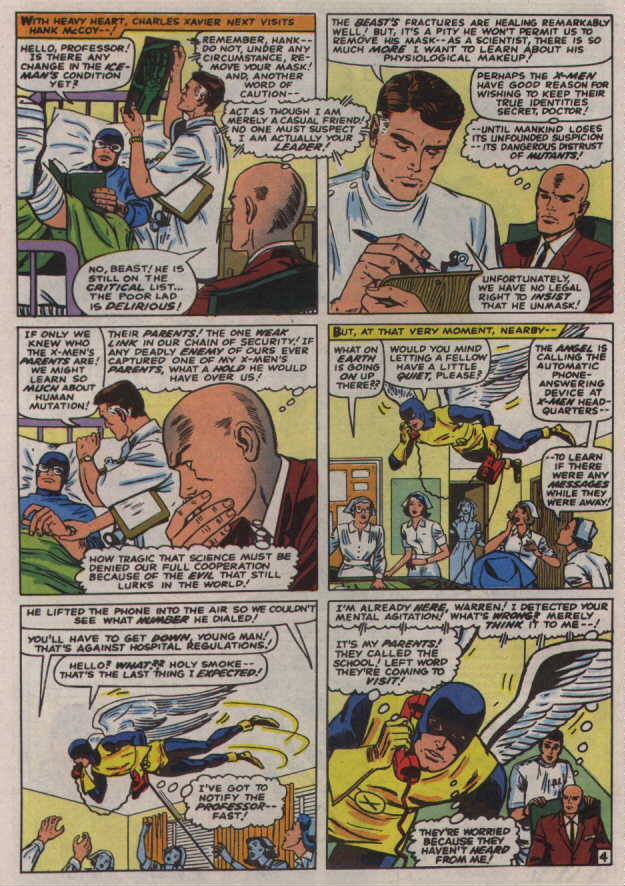 WITH HEAVY HEART, CHARLES XAVIER NEXT VISITS
HANK McCOY--!
HELLO, PROFESSOR!
IS THERE ANY
CHANGE IN THE ICE-
MAN'S CONDITION
YET?
REMEMBER, HANK--
DO NOT, UNDER ANY
CIRCUMSTANCE, RE-
MOVE YOUR MASK!
AND, ANOTHER
WORD OF
CAUTION--
ACT AS THOUGH I AM
MERELY A CASUAL FRIEND!
NO ONE MUST SUSPECT
I AM ACTUALLY YOUR
LEADER!
NO, BEAST! HE IS
STILL ON THE
CRITICAL LIST...
THE POOR LAD
IS DELIRIOUS!
THE BEAST'S FRACTURES ARE HEALING REMARKABLY
WELL! BUT, IT'S A PITY HE WON'T PERMIT US TO
REMOVE HIS MASK-- AS A SCIENTIST, THERE IS SO
MUCH MORE I WANT TO LEARN ABOUT HIS
PHYSIOLOGICAL MAKEUP!
PERHAPS THE X-MEN
HAVE GOOD REASON FOR
WISHING TO KEEP THEIR
TRUE IDENTITIES
SECRET, DOCTOR!
--UNTIL MANKIND LOSES
ITS UNFOUNDED SUSPICION
-- ITS DANGEROUS DISTRUST
OF MUTANTS!
UNFORTUNATELY,
WE HAVE NO LEGAL
RIGHT TO INSIST
THAT HE UNMASK!
IF ONLY WE
KNEW WHO
THE X-MEN'S
PARENTS ARE!
WE MIGHT
LEARN SO
MUCH ABOUT
HUMAN
MUTATION!
THEIR PARENTS! THE ONE WEAK
LINK IN OUR CHAIN OF SECURITY! IF
ANY DEADLY ENEMY OF OURS EVER
CAPTURED ONE OF MY X-MEN'S
PARENTS, WHAT A HOLD HE WOULD
HAVE OVER US!
HOW TRAGIC THAT SCIENCE MUST BE
DENIED OUR FULL COOPERATION
BECAUSE OF THE EVIL THAT STILL
LURKS IN THE WORLD!
BUT, AT THAT VERY MOMENT, NEARBY--
WHAT ON
EARTH
IS GOING
ON UP
THERE??
WOULD YOU MIND
LETTING A FELLOW
HAVE A LITTLE
QUIET, PLEASE?
THE ANGEL IS
CALLING THE
AUTOMATIC
PHONE-
ANSWERING
DEVICE AT
X-MEN HEAD-
QUARTERS--
--TO LEARN
IF THERE
WERE ANY
MESSAGES
WHILE THEY
WERE AWAY!
HE LIFTED THE PHONE INTO THE AIR SO WE COULDN'T
SEE WHAT NUMBER HE DIALED!
YOU'LL HAVE TO GET DOWN, YOUNG MAN!
THAT'S AGAINST HOSPITAL REGULATIONS!
HELLO? WHAT?? HOLY SMOKE--
THAT'S THE LAST THING I EXPECTED!
I'VE GOT TO
NOTIFY THE
PROFESSOR--
FAST!
I'M ALREADY HERE, WARREN! I DETECTED YOUR
MENTAL AGITATION! WHAT'S WRONG? MERELY
THINK IT TO ME--!
IT'S MY PARENTS!
THEY CALLED THE
SCHOOL! LEFT WORD
THEY'RE COMING TO
VISIT!
X
THEY'RE WORRIED
BECAUSE THEY
HAVEN'T HEARD
FROM ME!
4